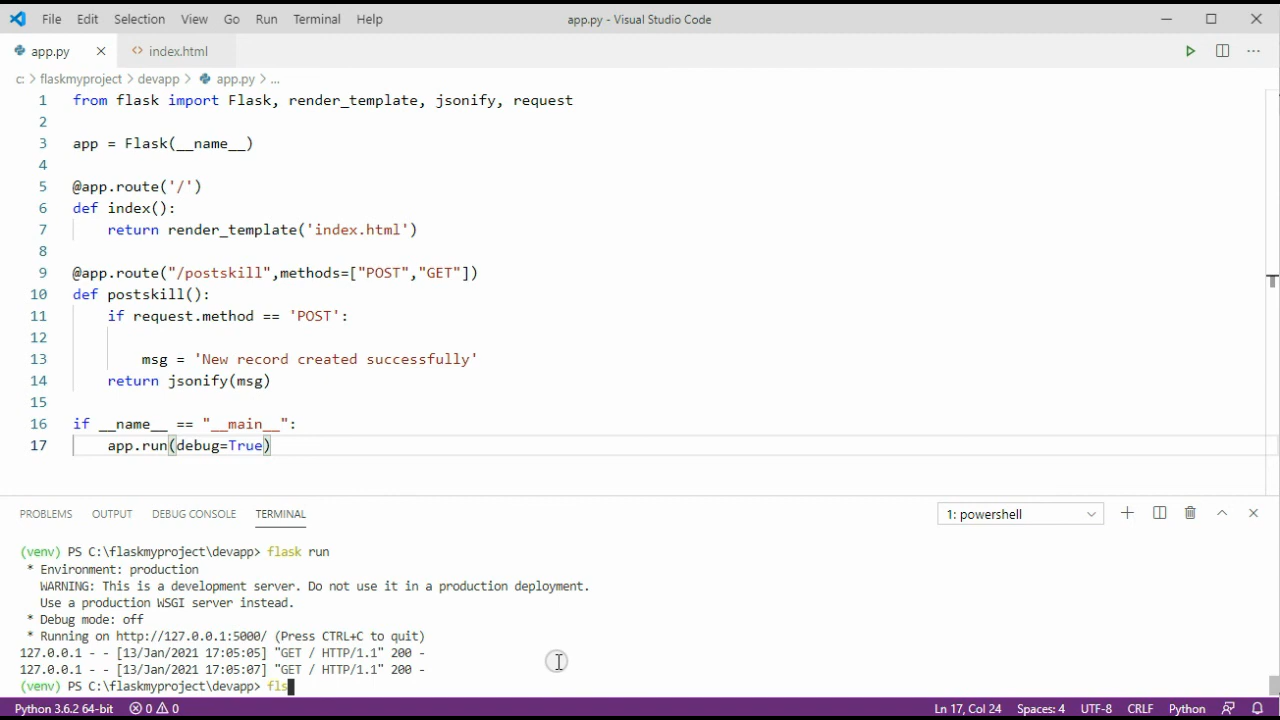 File Edit Selection View Go Run Terminal Help app.py - Visual Studio Code
app.py index.html
c: > flaskmyproject > devapp > app.py > ...
1 from flask import Flask, render_template, jsonify, request
2
3 app = Flask(__name__)
4
5 @app.route('/')
6 def index():
7 return render_template('index.html')
8
9 @app.route("/postskill",methods=["POST","GET"])
10 def postskill():
11 if request.method == 'POST':
12
13 msg = 'New record created successfully'
14 return jsonify(msg)
15
16 if __name__ == "__main__":
17 app.run(debug=True)
PROBLEMS OUTPUT DEBUG CONSOLE TERMINAL 1: powershell
(venv) PS C:\flaskmyproject\devapp> flask run
* Environment: production
WARNING: This is a development server. Do not use it in a production deployment.
Use a production WSGI server instead.
* Debug mode: off
* Running on http://127.0.0.1:5000/ (Press CTRL+C to quit)
127.0.0.1 - - [13/Jan/2021 17:05:05] "GET / HTTP/1.1" 200 -
127.0.0.1 - - [13/Jan/2021 17:05:07] "GET / HTTP/1.1" 200 -
(venv) PS C:\flaskmyproject\devapp> fls
Python 3.6.2 64-bit 0 0 Ln 17, Col 24 Spaces: 4 UTF-8 CRLF Python